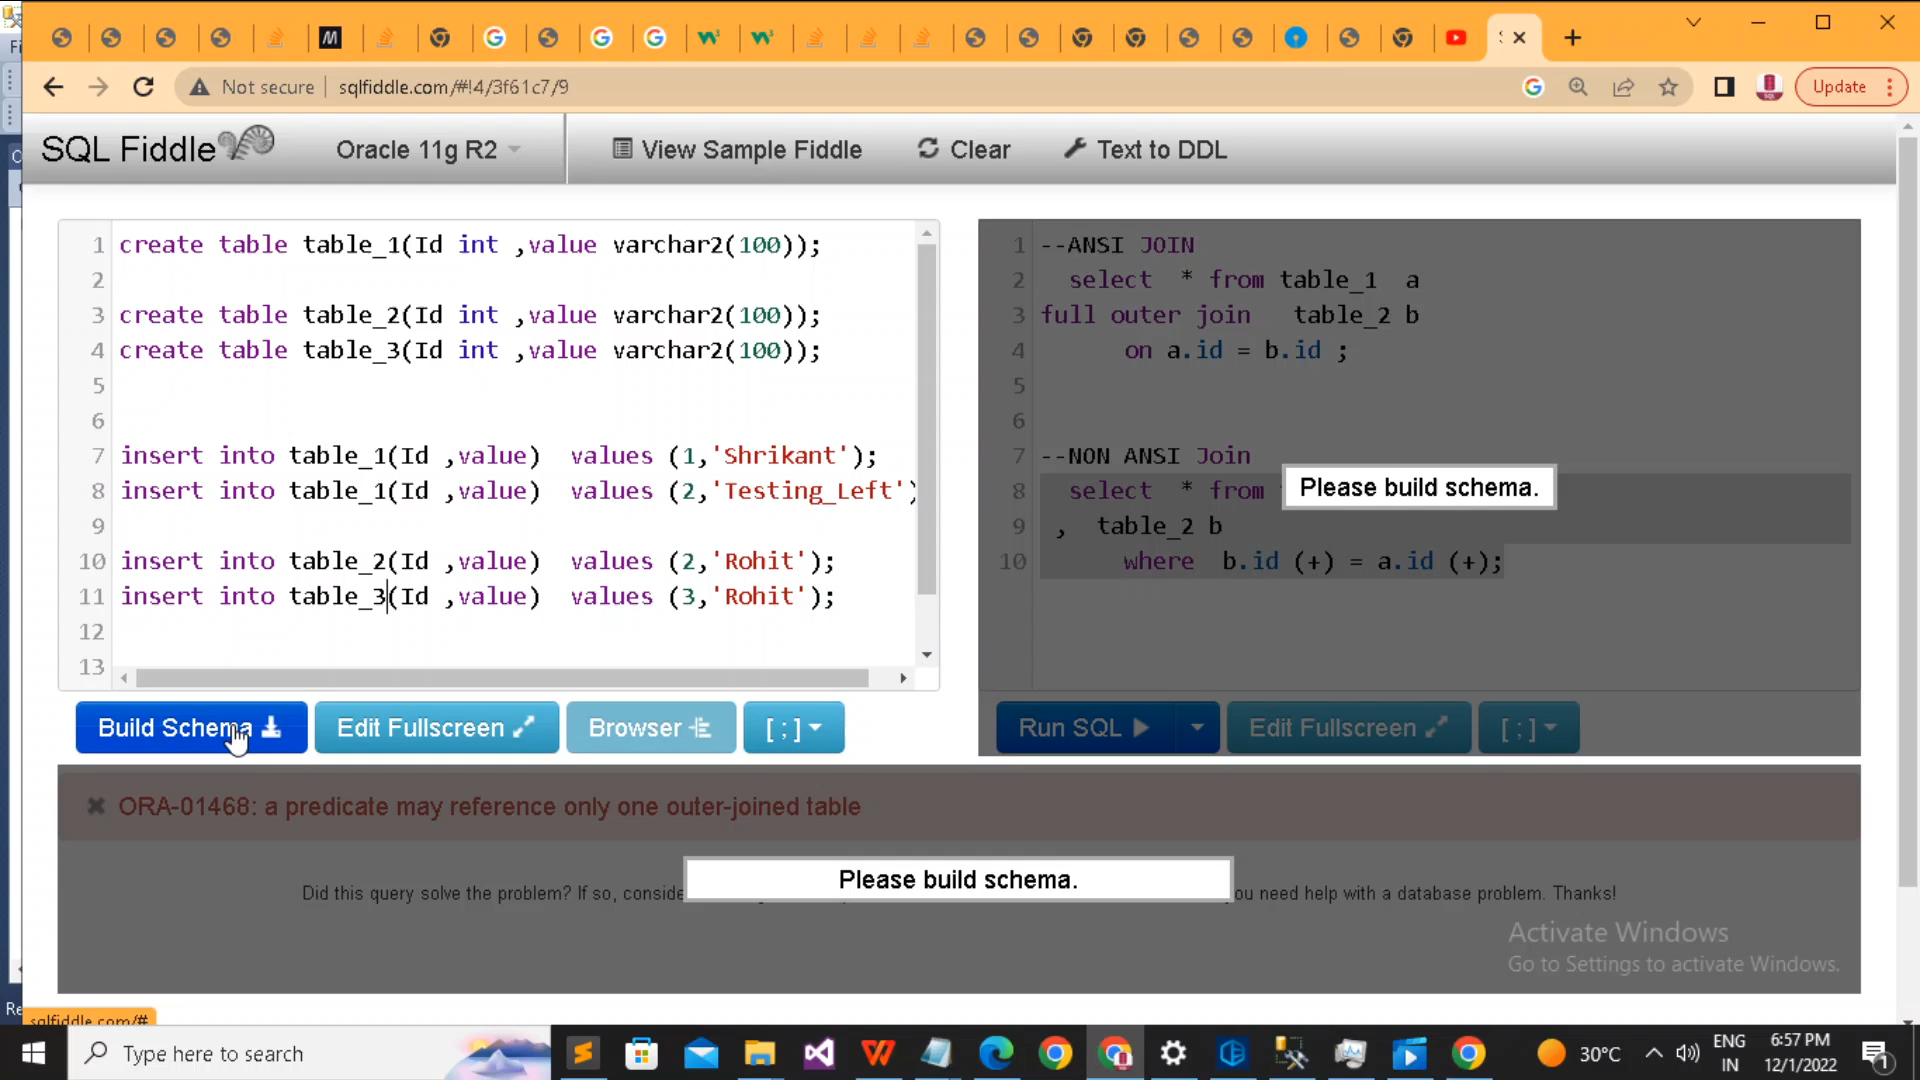 Not secure
sqlfiddle.com/#!4/3f61c7/9
Update
SQL Fiddle
Oracle 11g R2
View Sample Fiddle
Clear
Text to DDL
1 create table table_1(Id int ,value varchar2(100));
2
3 create table table_2(Id int ,value varchar2(100));
4 create table table_3(Id int ,value varchar2(100));
5
6
7 insert into table_1(Id ,value)  values (1,'Shrikant');
8 insert into table_1(Id ,value)  values (2,'Testing_Left')
9
10 insert into table_2(Id ,value)  values (2,'Rohit');
11 insert into table_3(Id ,value)  values (3,'Rohit');
12
13
1 --ANSI JOIN
2 select  * from table_1  a
3 full outer join   table_2 b
4 on a.id = b.id ;
5
6
7 --NON ANSI Join
8 select  * from
9 ,  table_2 b
10 where  b.id (+) = a.id (+);
Please build schema.
Build Schema
Edit Fullscreen
Browser
[ ; ]
Run SQL
Edit Fullscreen
[ ; ]
ORA-01468: a predicate may reference only one outer-joined table
Please build schema.
Did this query solve the problem? If so, conside
ou need help with a database problem. Thanks!
Activate Windows
Go to Settings to activate Windows.
sqlfiddle.com/#
Type here to search
30°C
ENG
IN
6:57 PM
12/1/2022
1